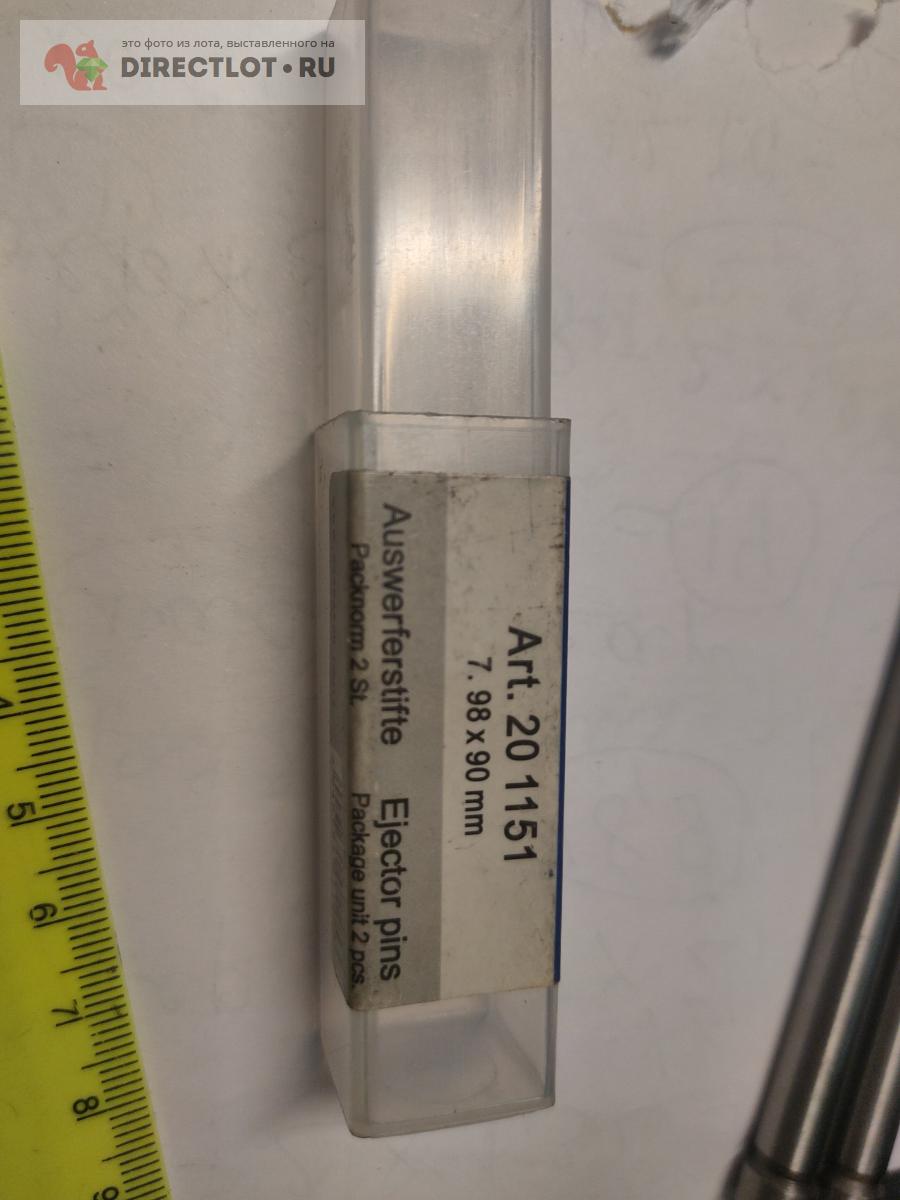 это фото из лота, выставленного на
DIRECTLOT.RU
Art. 20 1151
7. 98 x 90 mm
Auswerferstifte Ejector pins
Packnorm 2 St. Package unit 2 pcs.
4
5
6
7
8
9